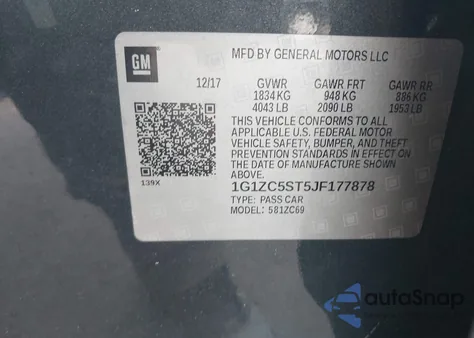 GM
MFD BY GENERAL MOTORS LLC
12/17 GVWR GAWR FRT GAWR RR
1834 KG 948 KG 886 KG
4043 LB 2090 LB 1953 LB
THIS VEHICLE CONFORMS TO ALL
APPLICABLE U.S. FEDERAL MOTOR
VEHICLE SAFETY, BUMPER, AND THEFT
PREVENTION STANDARDS IN EFFECT ON THE
DATE OF MANUFACTURE SHOWN
ABOVE.
139X
1G1ZC5ST5JF177878
TYPE: PASS CAR
MODEL: 581ZC69
autoSnap